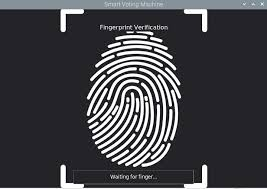 Smart Voting Machine
Fingerprint Verification
Waiting for finger...